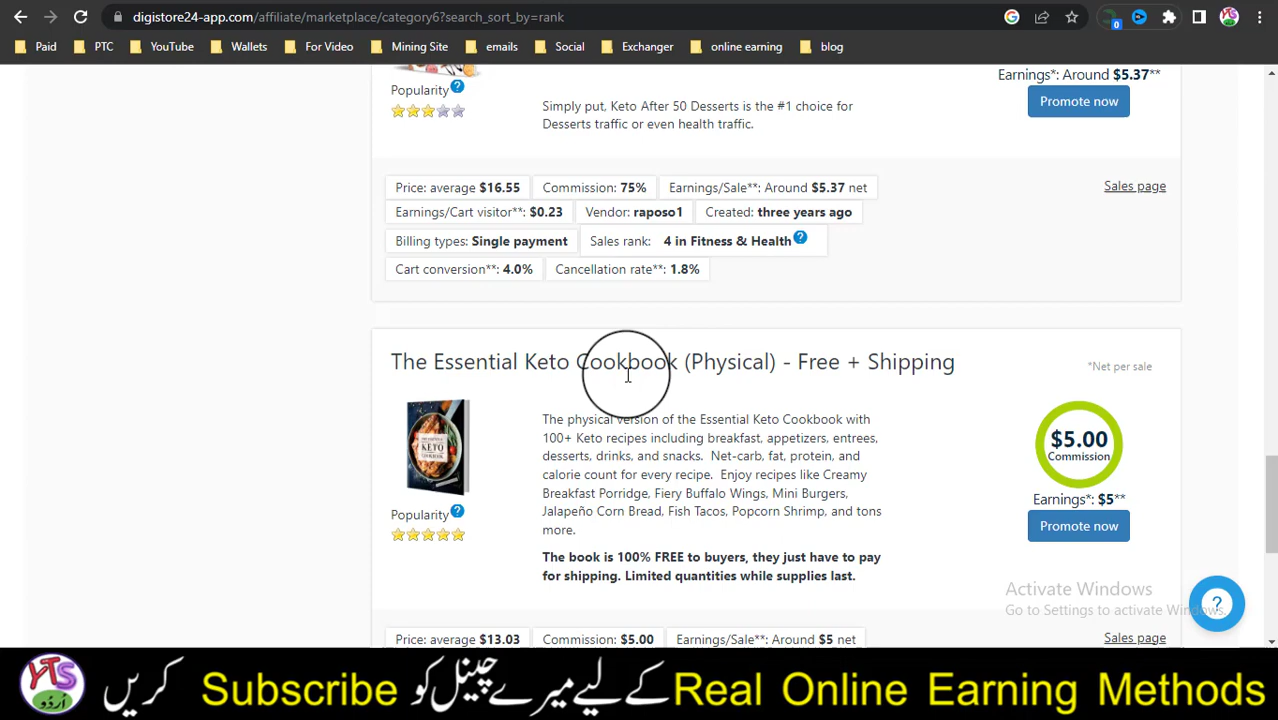 digistore24-app.com/affiliate/marketplace/category6?search_sort_by=rank
Paid PTC YouTube Wallets For Video Mining Site emails Social Exchanger online earning blog
Earnings*: Around $5.37**
Popularity ?
Promote now
Simply put, Keto After 50 Desserts is the #1 choice for
Desserts traffic or even health traffic.
Price: average $16.55 Commission: 75% Earnings/Sale**: Around $5.37 net
Sales page
Earnings/Cart visitor**: $0.23 Vendor: raposo1 Created: three years ago
Billing types: Single payment Sales rank: 4 in Fitness & Health ?
Cart conversion**: 4.0% Cancellation rate**: 1.8%
The Essential Keto Cookbook (Physical) - Free + Shipping
*Net per sale
The physical version of the Essential Keto Cookbook with
100+ Keto recipes including breakfast, appetizers, entrees,
desserts, drinks, and snacks. Net-carb, fat, protein, and
calorie count for every recipe. Enjoy recipes like Creamy
Breakfast Porridge, Fiery Buffalo Wings, Mini Burgers,
Jalapeño Corn Bread, Fish Tacos, Popcorn Shrimp, and tons
more.
The book is 100% FREE to buyers, they just have to pay
for shipping. Limited quantities while supplies last.
KETO
Popularity ?
$5.00
Commission
Earnings*: $5**
Promote now
Activate Windows
Go to Settings to activate Windows.
?
Price: average $13.03 Commission: $5.00 Earnings/Sale**: Around $5 net
Sales page
YTS
اردو
Real Online Earning Methods کے لیے میرے چینل کو Subscribe کریں